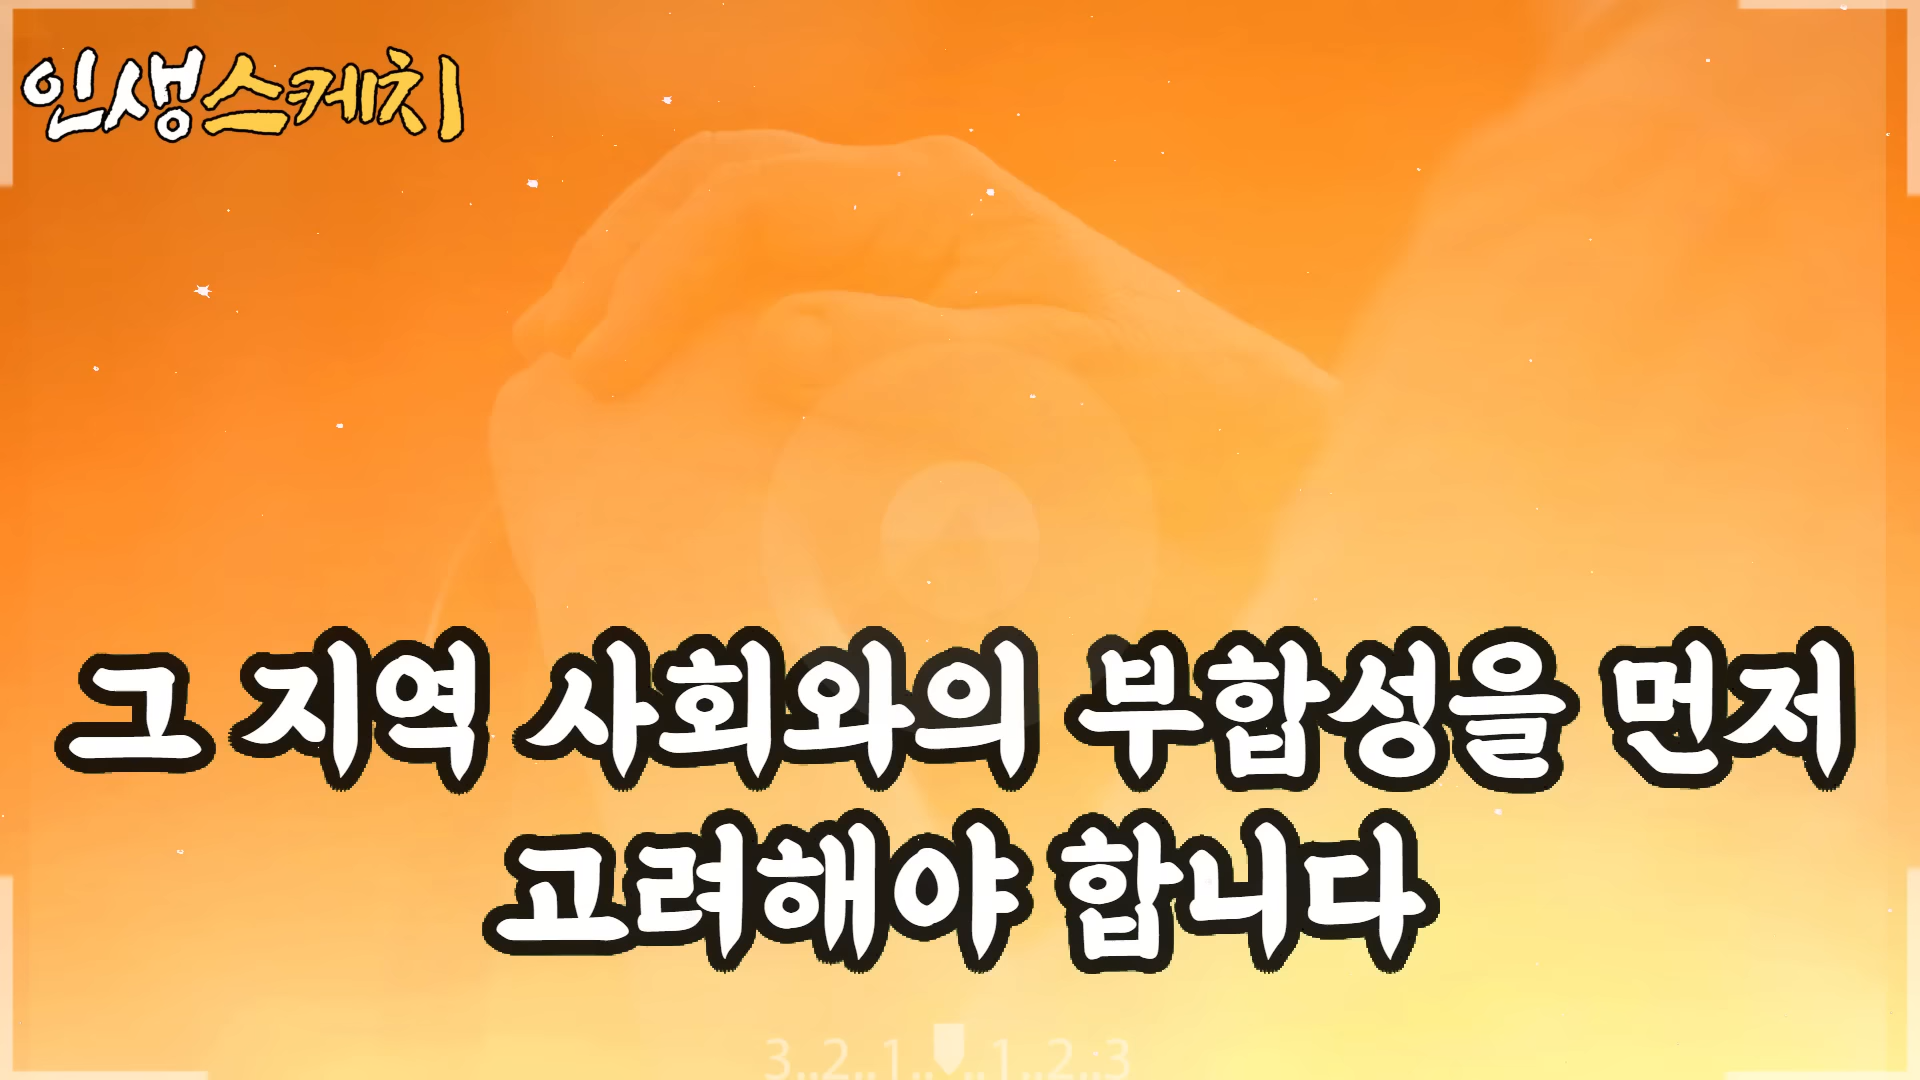 인생스케치
그 지역 사회와의 부합성을 먼저
고려해야 합니다
3..2..1.. ..1..2..3